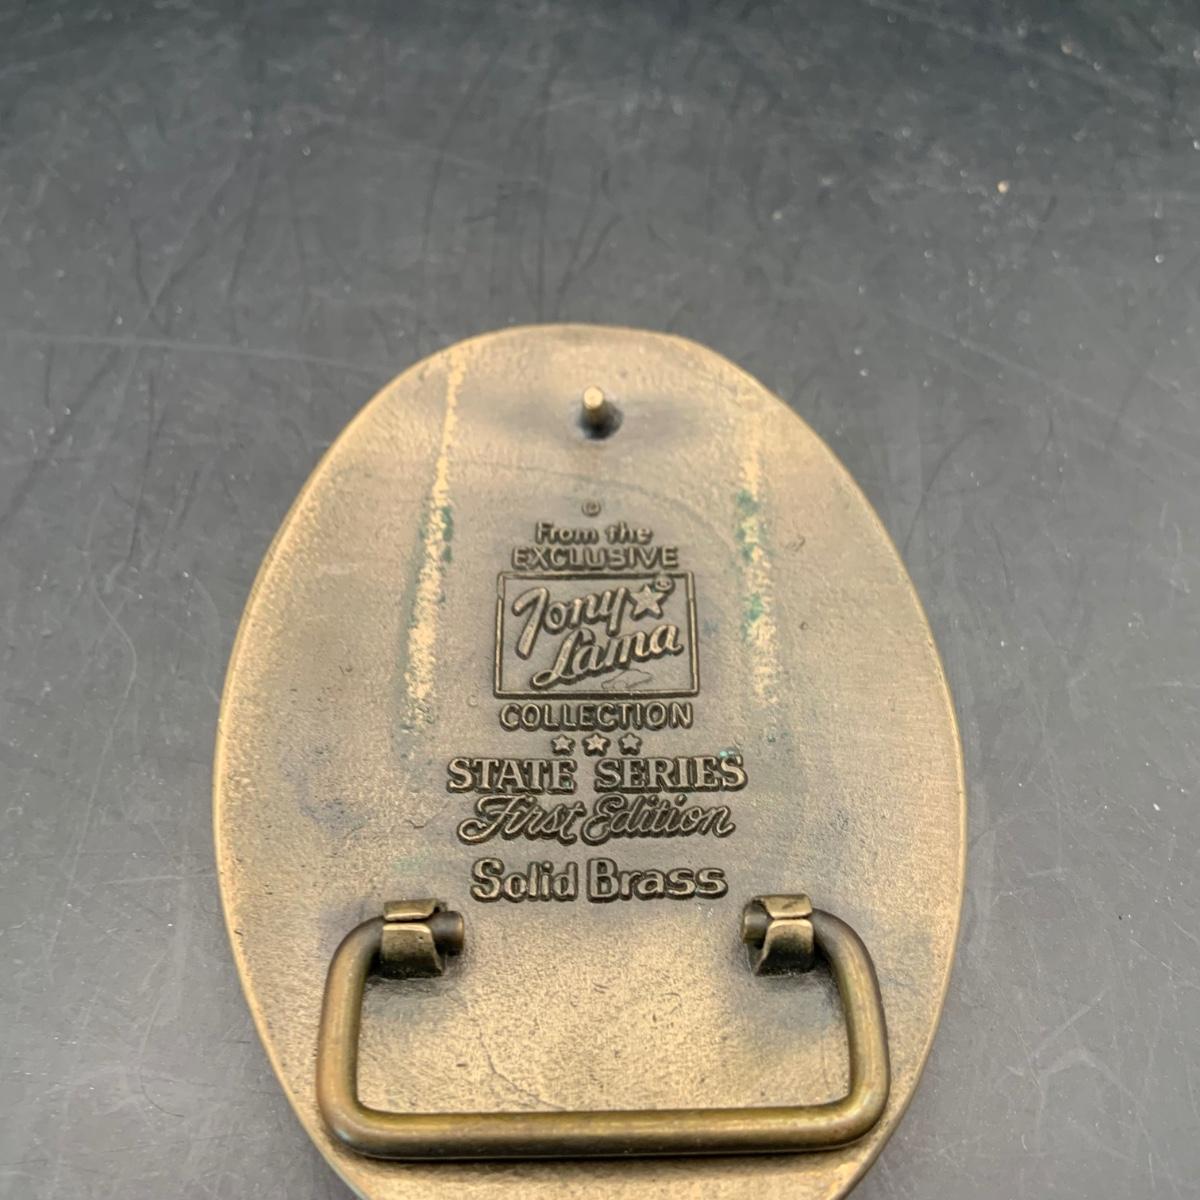 ©
From the
EXCLUSIVE
Tony
Lama®
COLLECTION
STATE SERIES
First Edition
Solid Brass